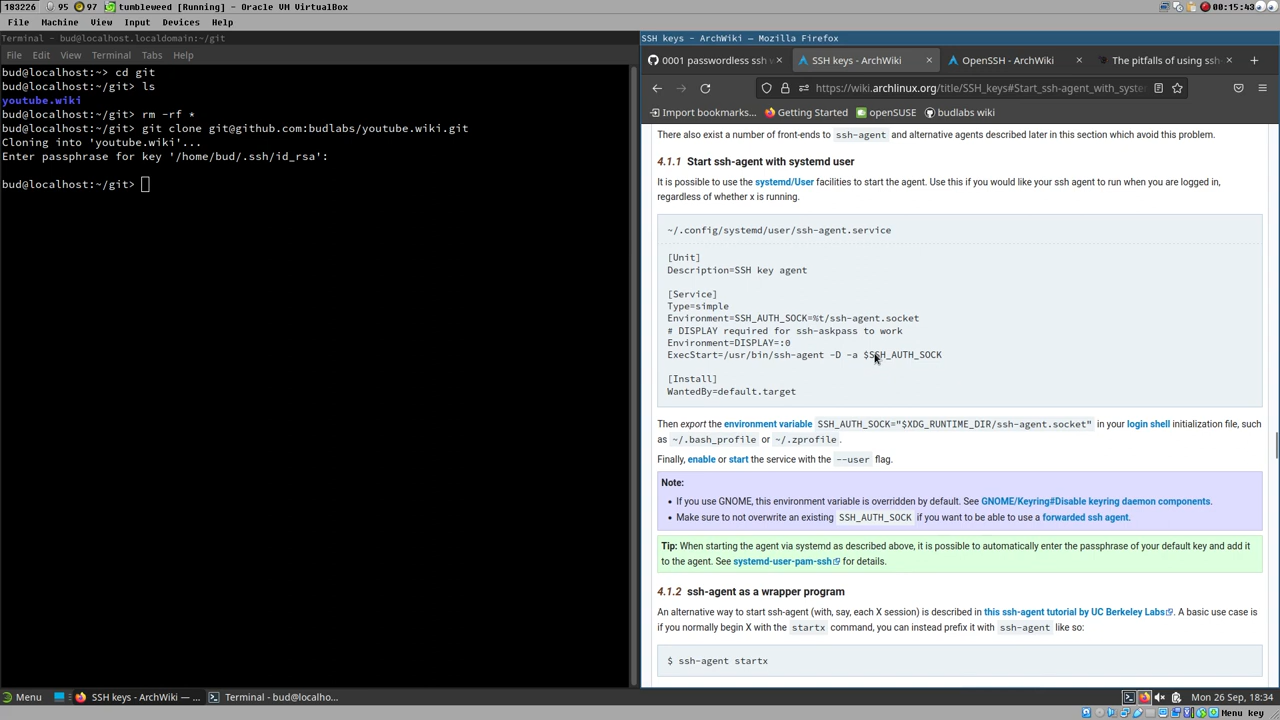 183226 95 97 tumbleweed [Running] - Oracle VM VirtualBox 00:15:43
File Machine View Input Devices Help
Terminal - bud@localhost.localdomain:~/git
File Edit View Terminal Tabs Help
bud@localhost:~> cd git
bud@localhost:~/git> ls
youtube.wiki
bud@localhost:~/git> rm -rf *
bud@localhost:~/git> git clone git@github.com:budlabs/youtube.wiki.git
Cloning into 'youtube.wiki'...
Enter passphrase for key '/home/bud/.ssh/id_rsa':
bud@localhost:~/git>
SSH keys - ArchWiki — Mozilla Firefox
0001 passwordless ssh SSH keys - ArchWiki OpenSSH - ArchWiki The pitfalls of using ssh
https://wiki.archlinux.org/title/SSH_keys#Start_ssh-agent_with_syste
Import bookmarks... Getting Started openSUSE budlabs wiki
There also exist a number of front-ends to ssh-agent and alternative agents described later in this section which avoid this problem.
4.1.1 Start ssh-agent with systemd user
It is possible to use the systemd/User facilities to start the agent. Use this if you would like your ssh agent to run when you are logged in,
regardless of whether x is running.
~/.config/systemd/user/ssh-agent.service
[Unit]
Description=SSH key agent
[Service]
Type=simple
Environment=SSH_AUTH_SOCK=%t/ssh-agent.socket
# DISPLAY required for ssh-askpass to work
Environment=DISPLAY=:0
ExecStart=/usr/bin/ssh-agent -D -a $SSH_AUTH_SOCK
[Install]
WantedBy=default.target
Then export the environment variable SSH_AUTH_SOCK="$XDG_RUNTIME_DIR/ssh-agent.socket" in your login shell initialization file, such
as ~/.bash_profile or ~/.zprofile.
Finally, enable or start the service with the --user flag.
Note:
• If you use GNOME, this environment variable is overridden by default. See GNOME/Keyring#Disable keyring daemon components.
• Make sure to not overwrite an existing SSH_AUTH_SOCK if you want to be able to use a forwarded ssh agent.
Tip: When starting the agent via systemd as described above, it is possible to automatically enter the passphrase of your default key and add it
to the agent. See systemd-user-pam-ssh for details.
4.1.2 ssh-agent as a wrapper program
An alternative way to start ssh-agent (with, say, each X session) is described in this ssh-agent tutorial by UC Berkeley Labs. A basic use case is
if you normally begin X with the startx command, you can instead prefix it with ssh-agent like so:
$ ssh-agent startx
Menu SSH keys - ArchWiki — ... Terminal - bud@localho... Mon 26 Sep, 18:34
Menu key